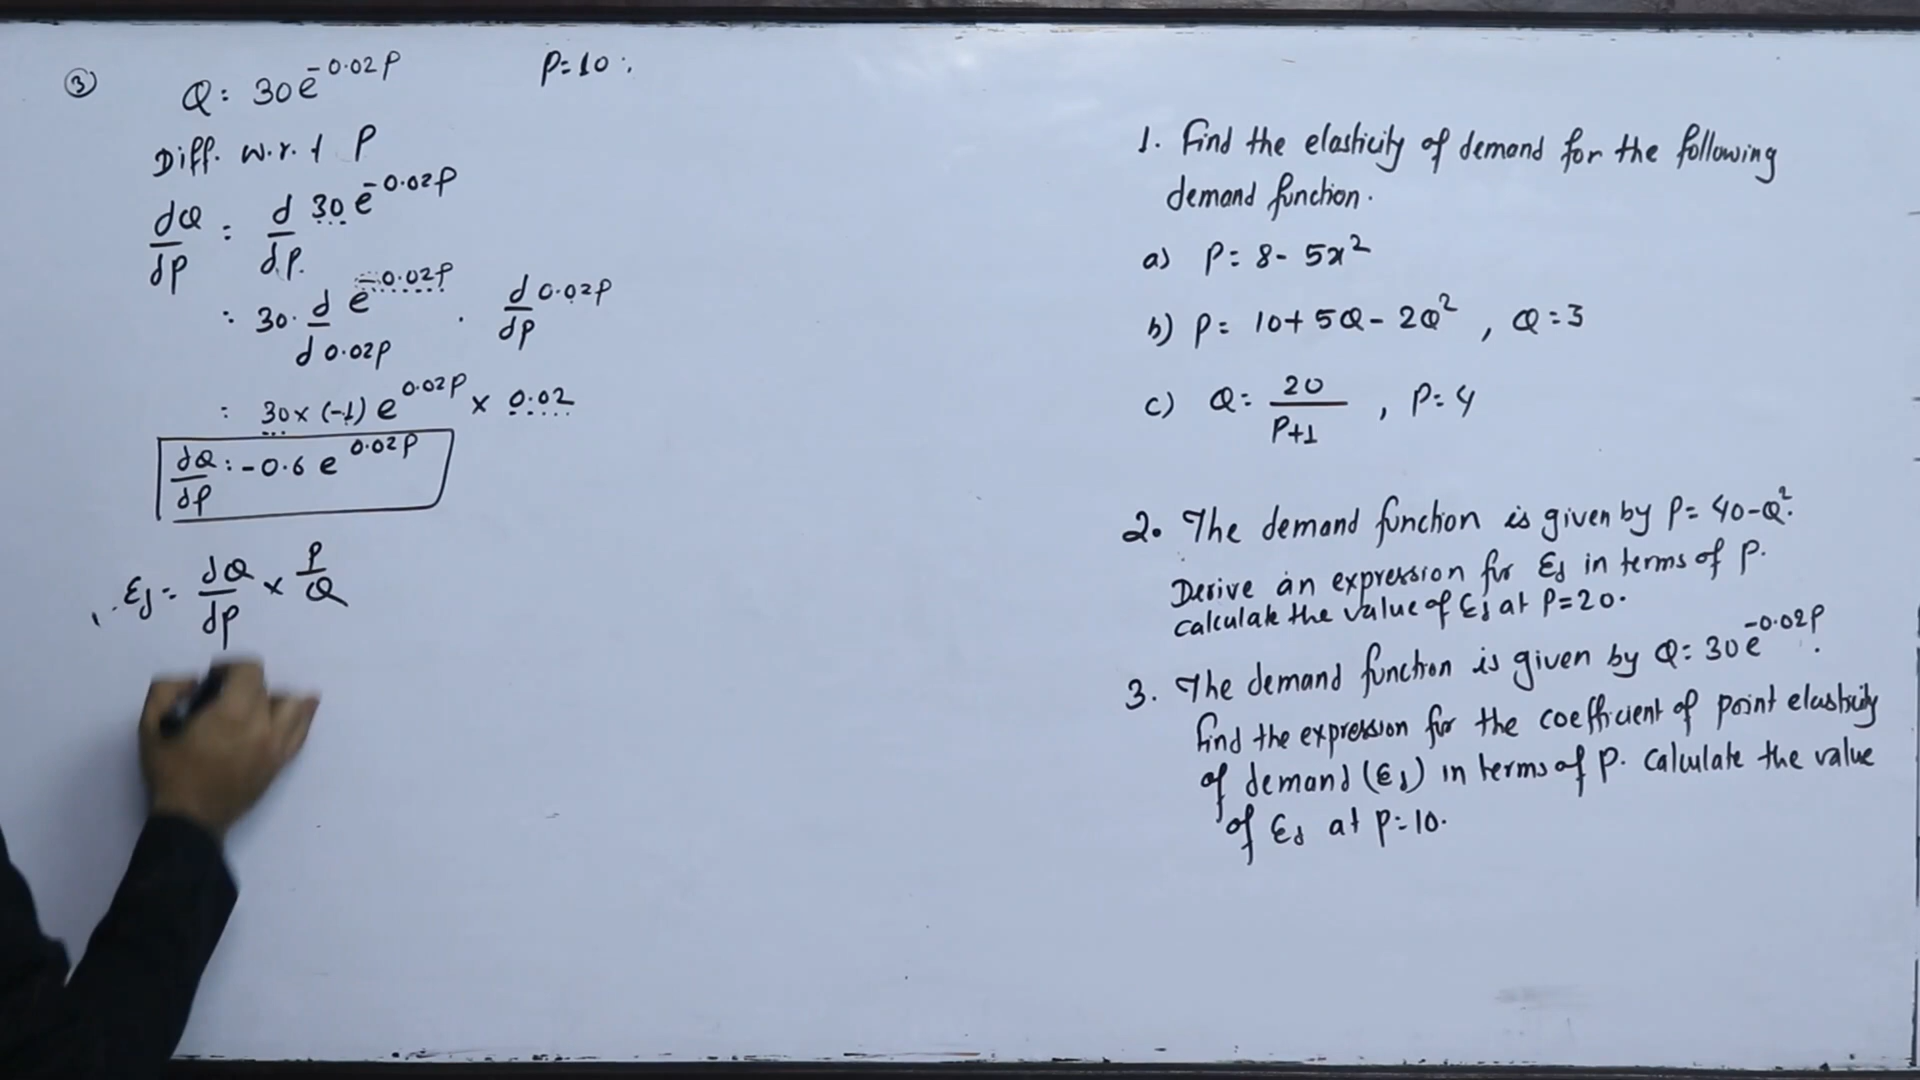 ③ Q = 30e^-0.02P P=10 :.
Diff. w.r.t P
dQ/dP = d/dP 30e^-0.02P
= 30. d/d 0.02P e^-0.02P . d/dP 0.02P
= 30 × (-1) e^0.02P × 0.02
dQ/dP = -0.6 e^0.02P
Ed = dQ/dP × P/Q
1. Find the elasticity of demand for the following
demand function.
a) P = 8 - 5x²
b) P = 10 + 5Q - 2Q² , Q = 3
c) Q = 20/P+1 , P = 4
2. The demand function is given by P = 40-Q².
Derive an expression for Ed in terms of P.
calculate the value of Ed at P=20.
3. The demand function is given by Q = 30e^-0.02P.
Find the expression for the coefficient of point elasticity
of demand (Ed) in terms of P. Calculate the value
of Ed at P=10.